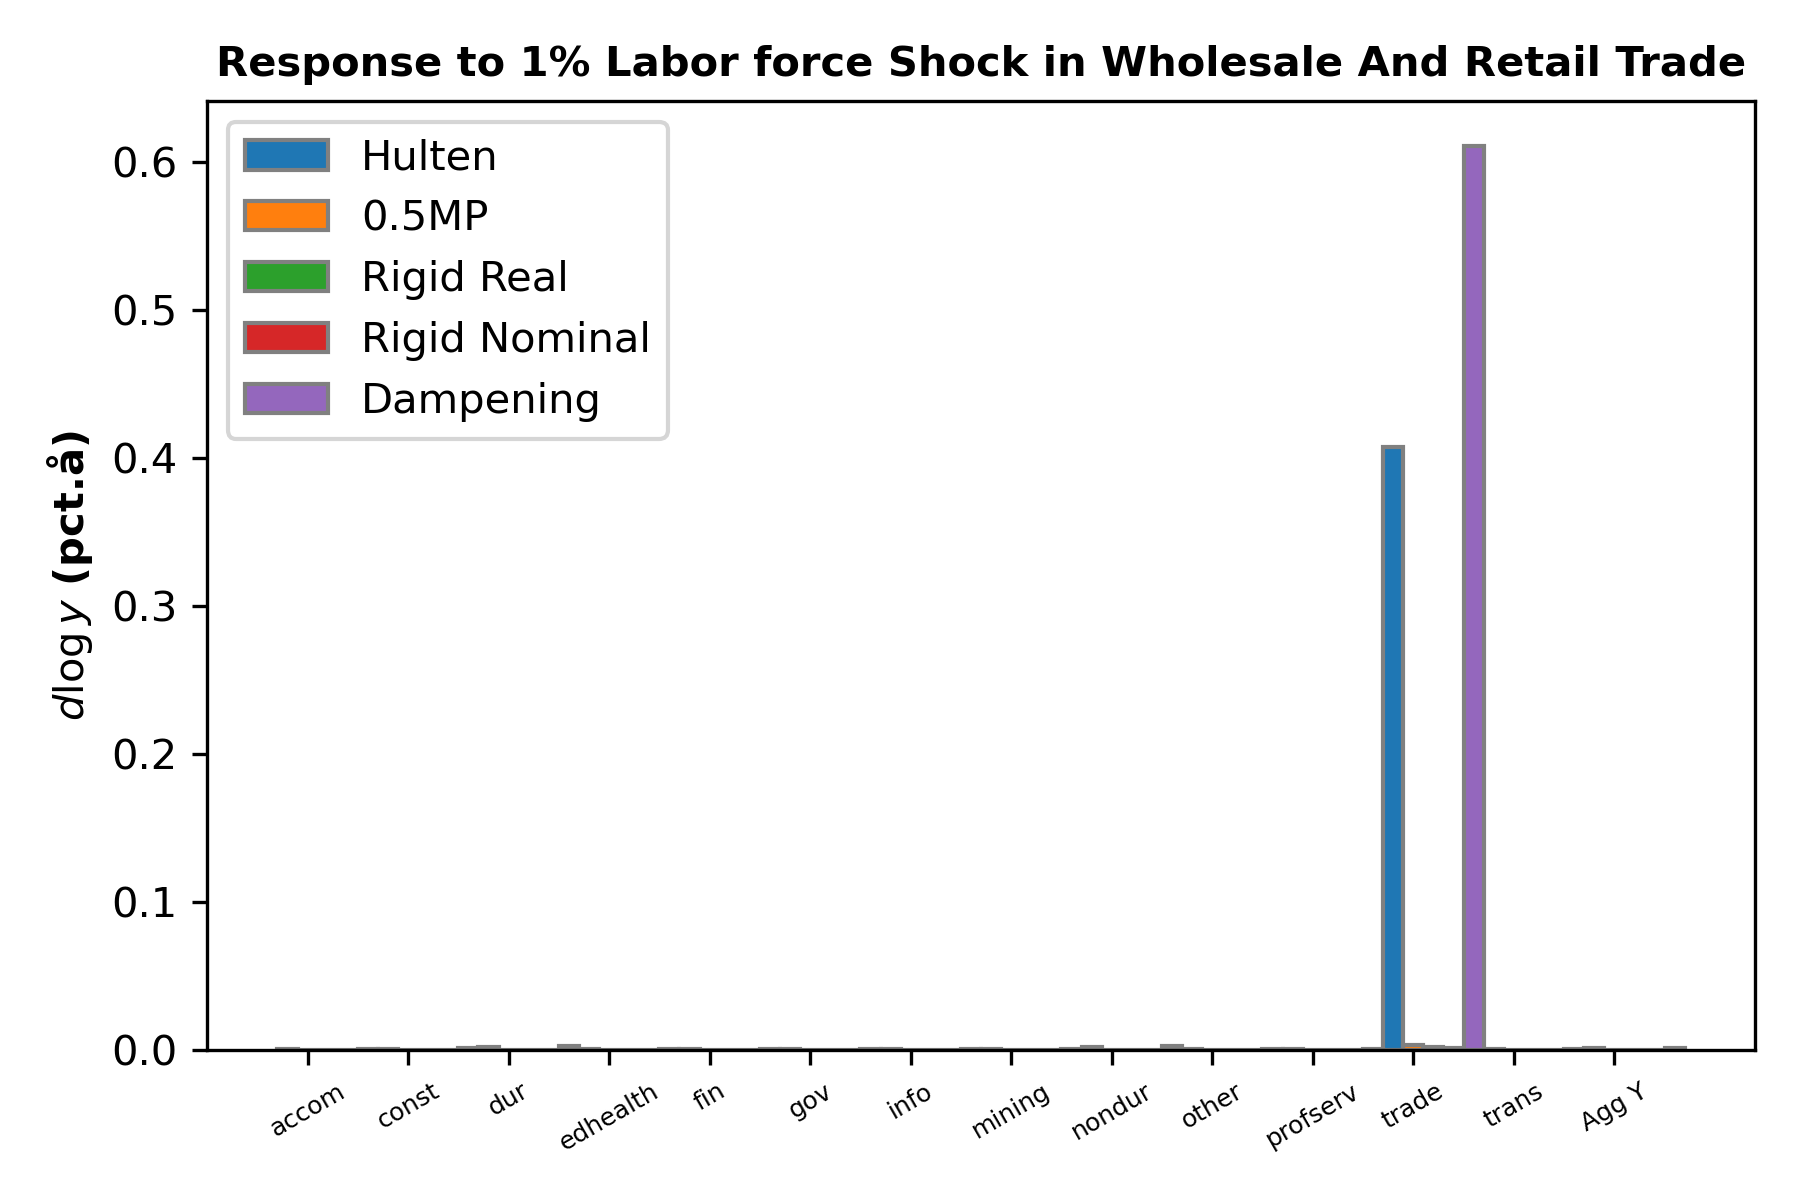 Response to 1% Labor force Shock in Wholesale And Retail Trade
Hulten
0.5MP
Rigid Real
Rigid Nominal
Dampening
dlog y (pct.å)
0.6
0.5
0.4
0.3
0.2
0.1
0.0
accom const dur edhealth fin gov info mining nondur other profserv trade trans Agg Y